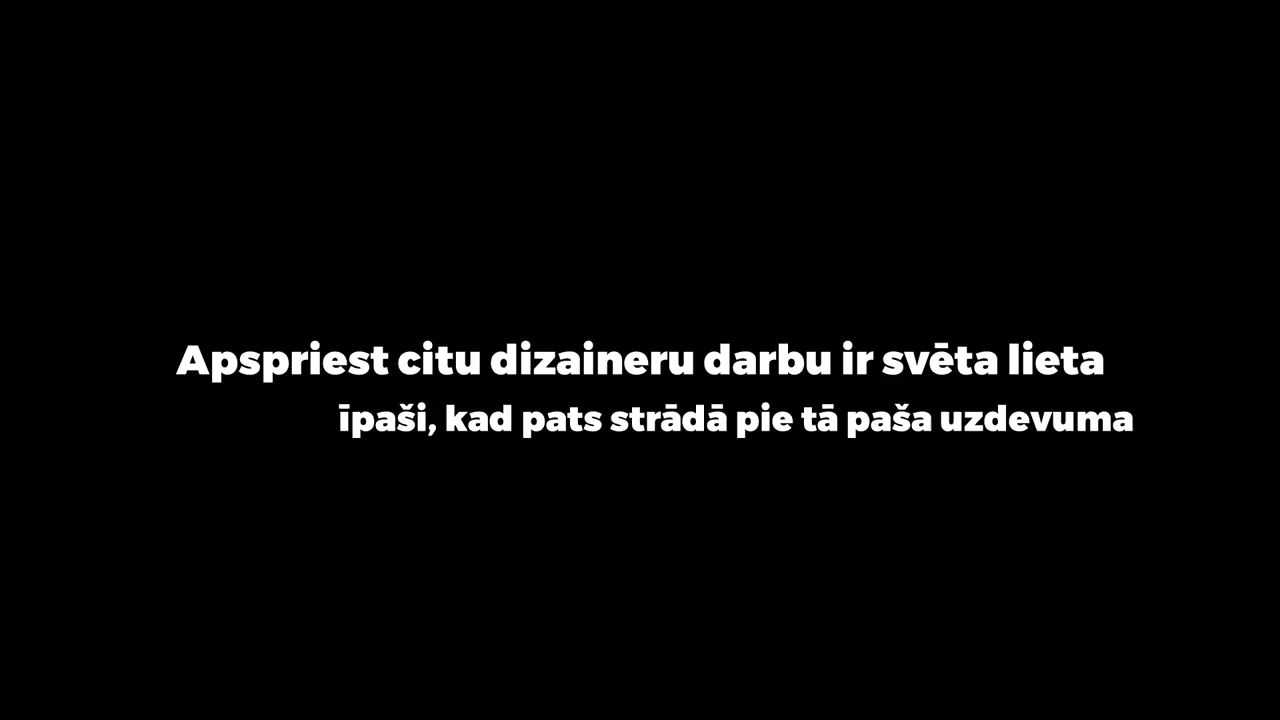 Apspriest citu dizaineru darbu ir svēta lieta
īpaši, kad pats strādā pie tā paša uzdevuma